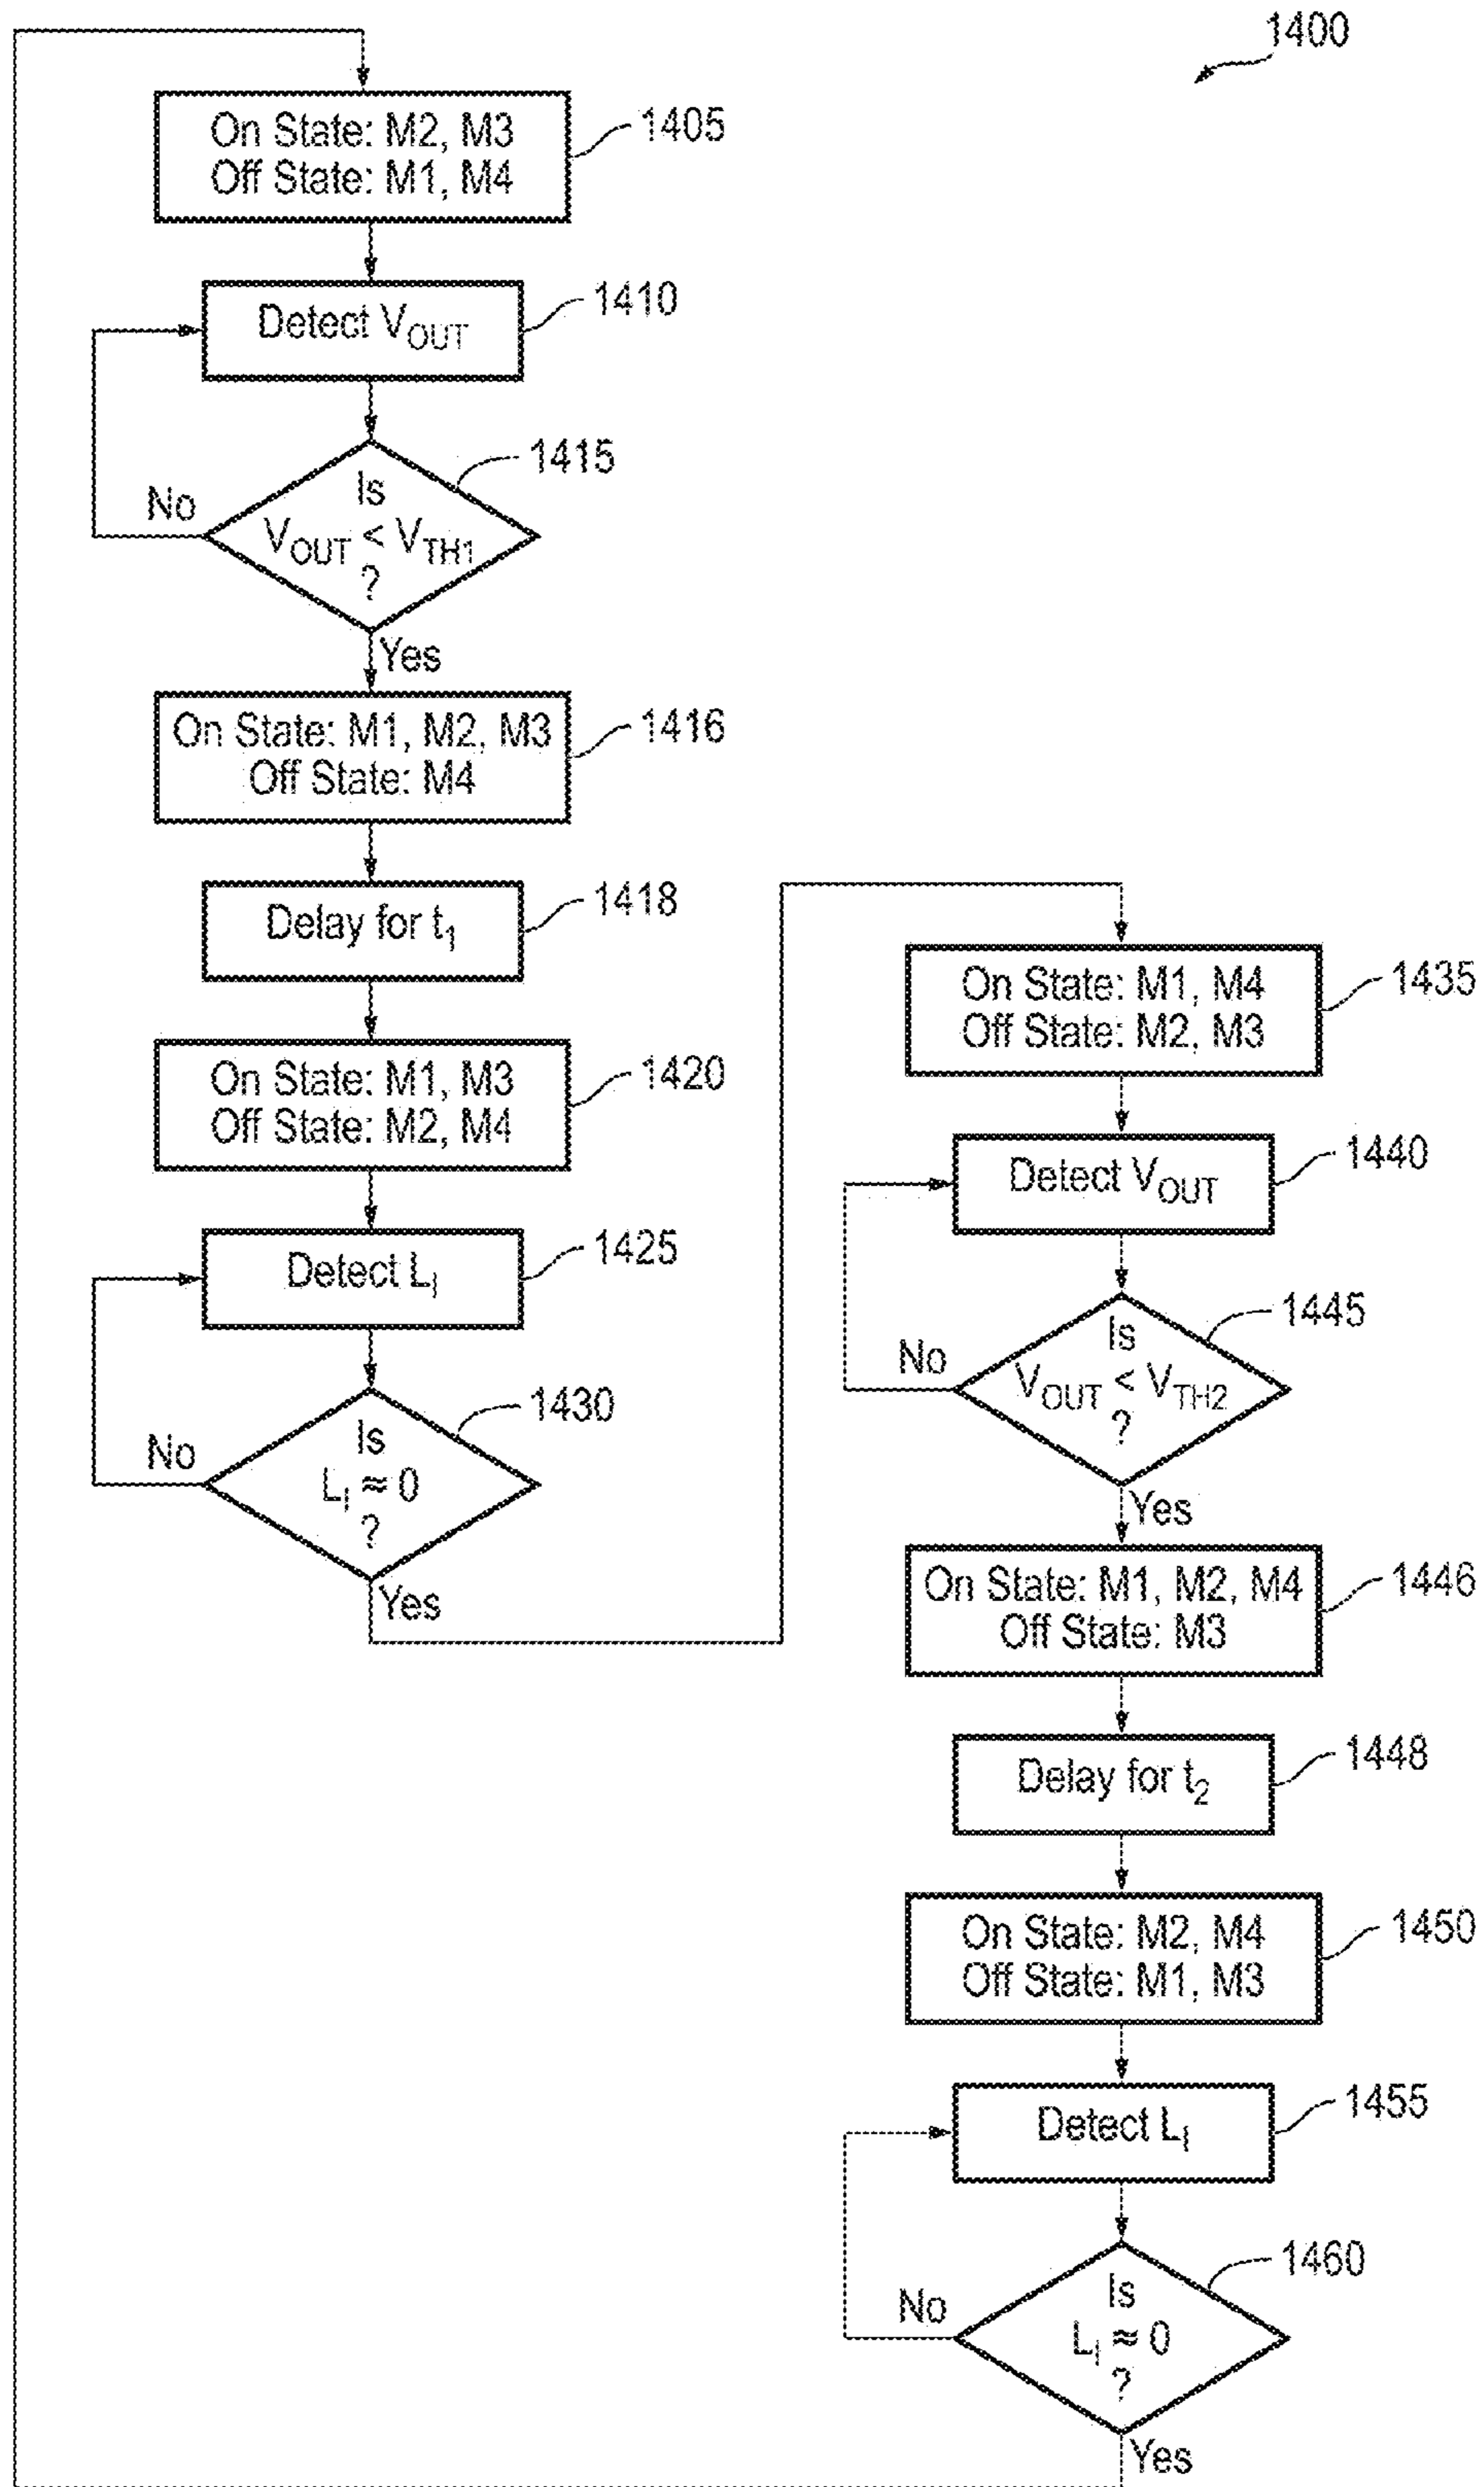 1400
On State: M2, M3
Off State: M1, M4
1405
Detect VOUT
1410
Is
VOUT < VTH1
?
1415
No
Yes
On State: M1, M2, M3
Off State: M4
1416
Delay for t1
1418
On State: M1, M3
Off State: M2, M4
1420
Detect LI
1425
Is
LI ≈ 0
?
1430
No
Yes
On State: M1, M4
Off State: M2, M3
1435
Detect VOUT
1440
Is
VOUT < VTH2
?
1445
No
Yes
On State: M1, M2, M4
Off State: M3
1446
Delay for t2
1448
On State: M2, M4
Off State: M1, M3
1450
Detect LI
1455
Is
LI ≈ 0
?
1460
No
Yes